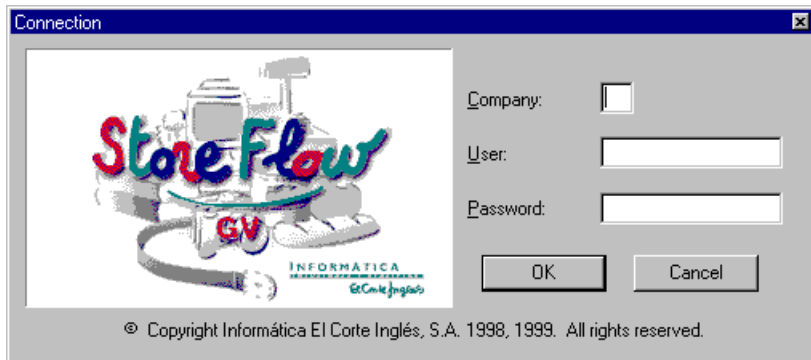 Connection
Store Flow
GV
INFORMÁTICA
El Corte Inglés
Company:
User:
Password:
OK
Cancel
© Copyright Informática El Corte Inglés, S.A. 1998, 1999. All rights reserved.